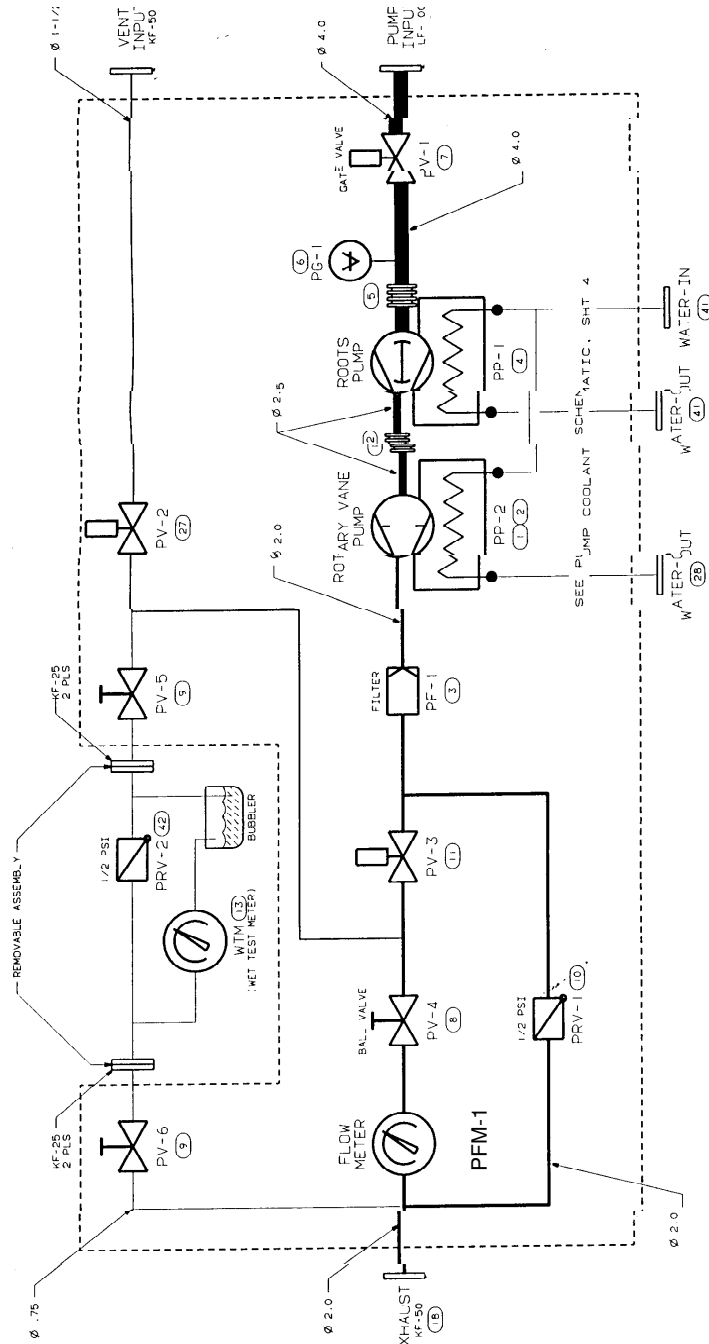 Ø 1-1/2
VENT
INPUT
KF-50
PV-2
27
KF-25
2 PLS
PV-5
9
REMOVABLE ASSEMBLY
1/2 PSI
PRV-2
42
BUBBLER
WTM
13
(WET TEST METER)
KF-25
2 PLS
PV-6
9
Ø .75
PUMP
INPU
Ø 4.0
GATE VALVE
PV-1
7
Ø 4.0
6
PG-1
5
ROOTS
PUMP
PP-1
4
Ø 2.5
12
ROTARY VANE
PUMP
PP-2
1
2
Ø 2.0
FILTER
PF-1
3
PV-3
11
BAL. VALVE
PV-4
8
FLOW
METER
PFM-1
1/2 PSI
PRV-1
10
Ø 2.0
Ø 2.0
XHAUST
KF-50
18
SEE PUMP COOLANT SCHEMATIC, SHT 4
WATER-IN
41
WATER-OUT
41
WATER-OUT
28